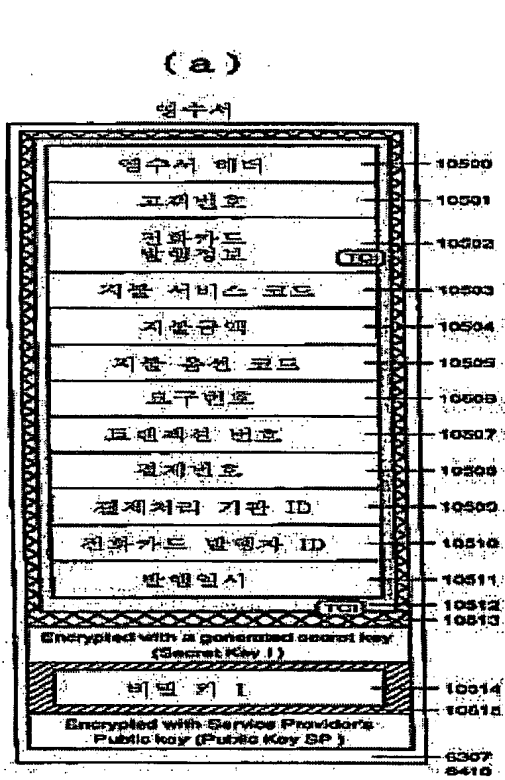 (a)
영수서
영수서 헤더
10500
고객번호
10501
전화카드
발행정보
TCI
10502
지불 서비스 코드
10503
지불금액
10504
지불 옵션 코드
10505
요구번호
10506
트랜잭션 번호
10507
결제번호
10508
결제처리 기관 ID
10509
전화카드 발행자 ID
10510
발행일시
10511
TCI
10512
10513
Encrypted with a generated secret key
(Secret Key I)
비밀 키 I
10514
10515
Encrypted with Service Provider's
Public key (Public Key SP)
6307
6410